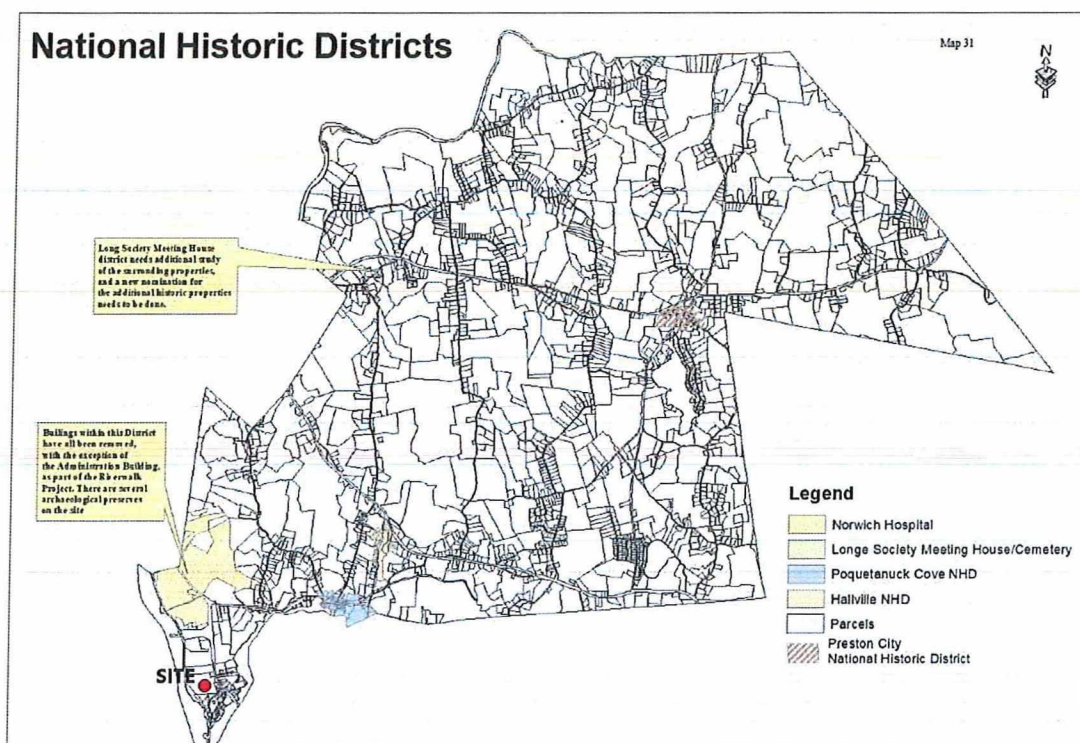 National Historic Districts
Map 31
N
Long Society Meeting House
district needs additional study
of the surrounding properties,
and a new nomination for
the additional historic properties
needs to be done.
Builings within this District
have all been removed,
with the exception of
the Administration Building,
as part of the Riverwalk
Project. There are several
archaeological preserves
on the site
SITE
Legend
Norwich Hospital
Longe Society Meeting House/Cemetery
Poquetanuck Cove NHD
Hallville NHD
Parcels
Preston City
National Historic District